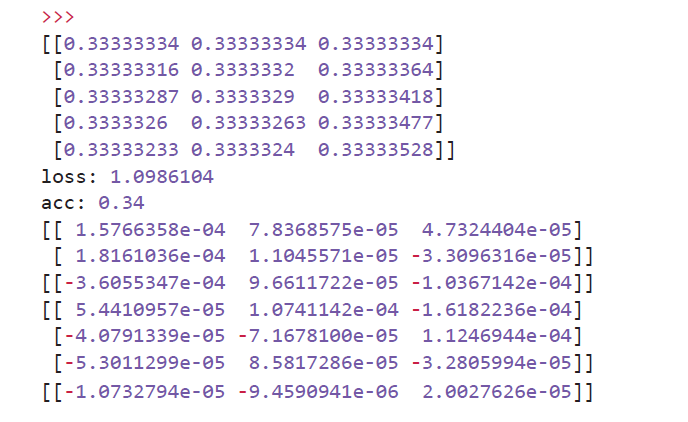 >>>
[[0.33333334 0.33333334 0.33333334]
 [0.33333316 0.3333332  0.33333364]
 [0.33333287 0.3333329  0.33333418]
 [0.3333326  0.33333263 0.33333477]
 [0.33333233 0.3333324  0.33333528]]
loss: 1.0986104
acc: 0.34
[[ 1.5766358e-04  7.8368575e-05  4.7324404e-05]
 [ 1.8161036e-04  1.1045571e-05 -3.3096316e-05]]
[[-3.6055347e-04  9.6611722e-05 -1.0367142e-04]]
[[ 5.4410957e-05  1.0741142e-04 -1.6182236e-04]
 [-4.0791339e-05 -7.1678100e-05  1.1246944e-04]
 [-5.3011299e-05  8.5817286e-05 -3.2805994e-05]]
[[-1.0732794e-05 -9.4590941e-06  2.0027626e-05]]